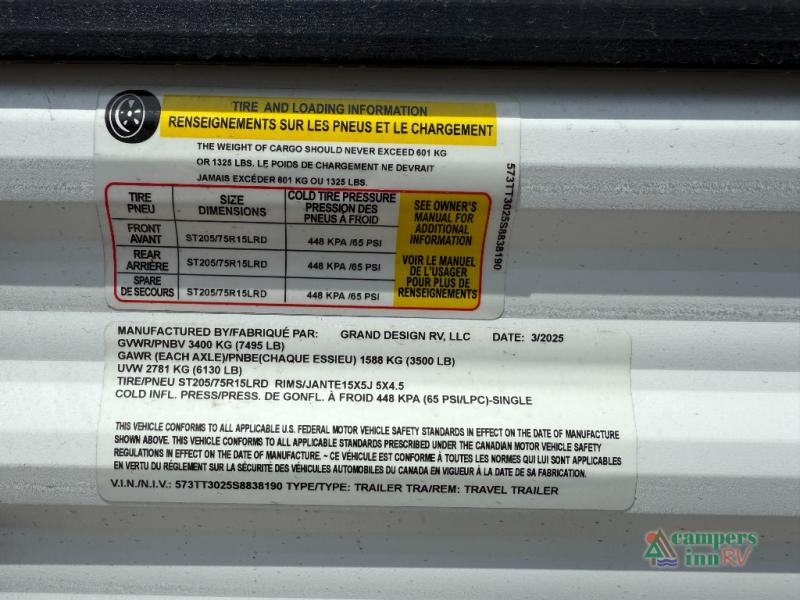 TIRE AND LOADING INFORMATION
RENSEIGNEMENTS SUR LES PNEUS ET LE CHARGEMENT
THE WEIGHT OF CARGO SHOULD NEVER EXCEED 601 KG
OR 1325 LBS. LE POIDS DE CHARGEMENT NE DEVRAIT
JAMAIS EXCÉDER 601 KG OU 1325 LBS.
TIRE PNEU SIZE DIMENSIONS COLD TIRE PRESSURE PRESSION DES PNEUS À FROID
FRONT AVANT ST205/75R15LRD 448 KPA /65 PSI
REAR ARRIÈRE ST205/75R15LRD 448 KPA /65 PSI
SPARE DE SECOURS ST205/75R15LRD 448 KPA /65 PSI
SEE OWNER'S
MANUAL FOR
ADDITIONAL
INFORMATION
VOIR LE MANUEL
DE L'USAGER
POUR PLUS DE
RENSEIGNEMENTS
573TT3025S8838190
MANUFACTURED BY/FABRIQUÉ PAR: GRAND DESIGN RV, LLC DATE: 3/2025
GVWR/PNBV 3400 KG (7495 LB)
GAWR (EACH AXLE)/PNBE(CHAQUE ESSIEU) 1588 KG (3500 LB)
UVW 2781 KG (6130 LB)
TIRE/PNEU ST205/75R15LRD RIMS/JANTE15X5J 5X4.5
COLD INFL. PRESS/PRESS. DE GONFL. À FROID 448 KPA (65 PSI/LPC)-SINGLE
THIS VEHICLE CONFORMS TO ALL APPLICABLE U.S. FEDERAL MOTOR VEHICLE SAFETY STANDARDS IN EFFECT ON THE DATE OF MANUFACTURE
SHOWN ABOVE. THIS VEHICLE CONFORMS TO ALL APPLICABLE STANDARDS PRESCRIBED UNDER THE CANADIAN MOTOR VEHICLE SAFETY
REGULATIONS IN EFFECT ON THE DATE OF MANUFACTURE. ~ CE VÉHICULE EST CONFORME À TOUTES LES NORMES QUI LUI SONT APPLICABLES
EN VERTU DU RÉGLEMENT SUR LA SÉCURITÉ DES VÉHICULES AUTOMOBILES DU CANADA EN VIGUEUR À LA DATE DE SA FABRICATION.
V.I.N./N.I.V.: 573TT3025S8838190 TYPE/TYPE: TRAILER TRA/REM: TRAVEL TRAILER
campers
inn RV